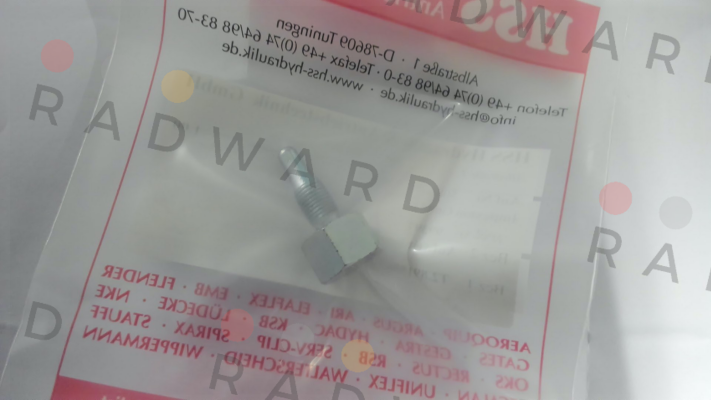 HSS
Albstraße 1 · D-78609 Tuningen
Telefon +49 (0)74 64/98 83-0 · Telefax +49 (0)74 64/98 83-70
info@hss-hydraulik.de · www.hss-hydraulik.de
RADWARD
RADWARD
AEROQUIP · ARGUS · ARI · ELAFLEX · EMB · FLENDER
GATES · GESTRA · HYDAC · KSB · LÜDECKE · NKE
OKS · RECTUS · RSB · SERV-CLIP · SPIRAX · STAUFF
UNIFLEX · WALTERSCHEID · WIPPERMANN